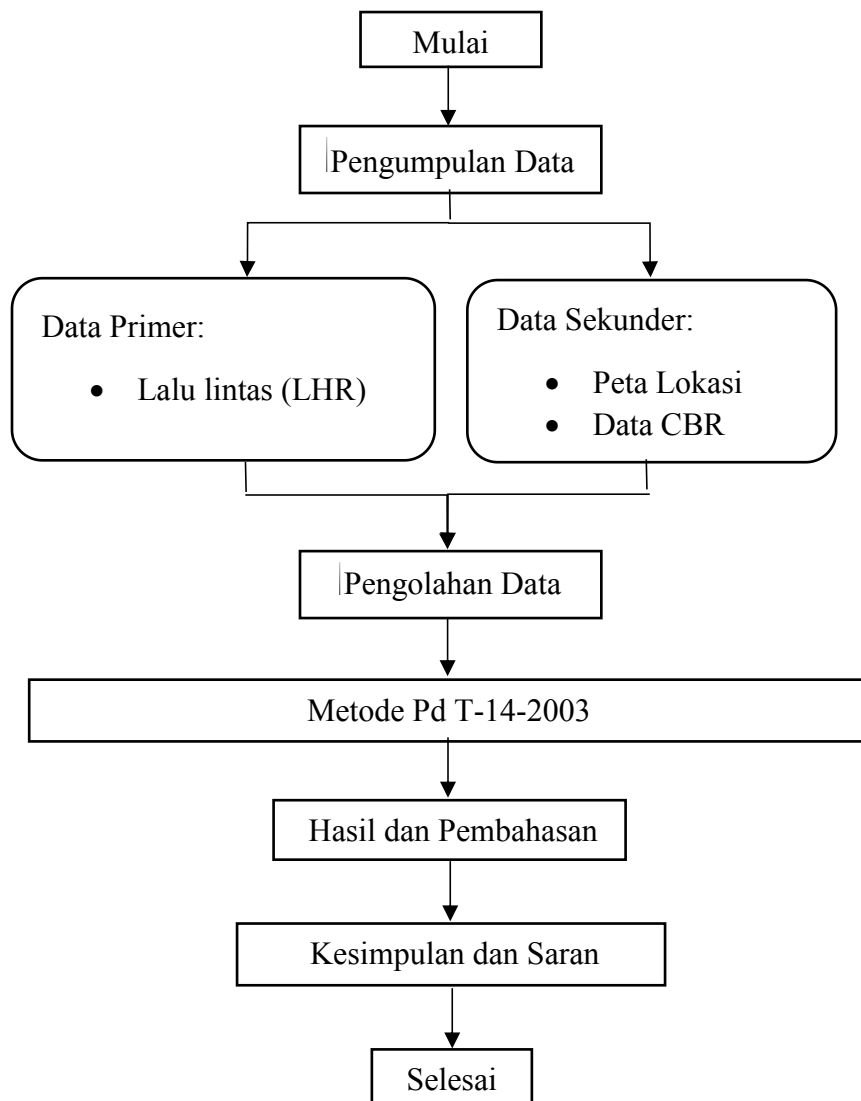 Mulai
Pengumpulan Data
Data Primer:
• Lalu lintas (LHR)
Data Sekunder:
• Peta Lokasi
• Data CBR
Pengolahan Data
Metode Pd T-14-2003
Hasil dan Pembahasan
Kesimpulan dan Saran
Selesai